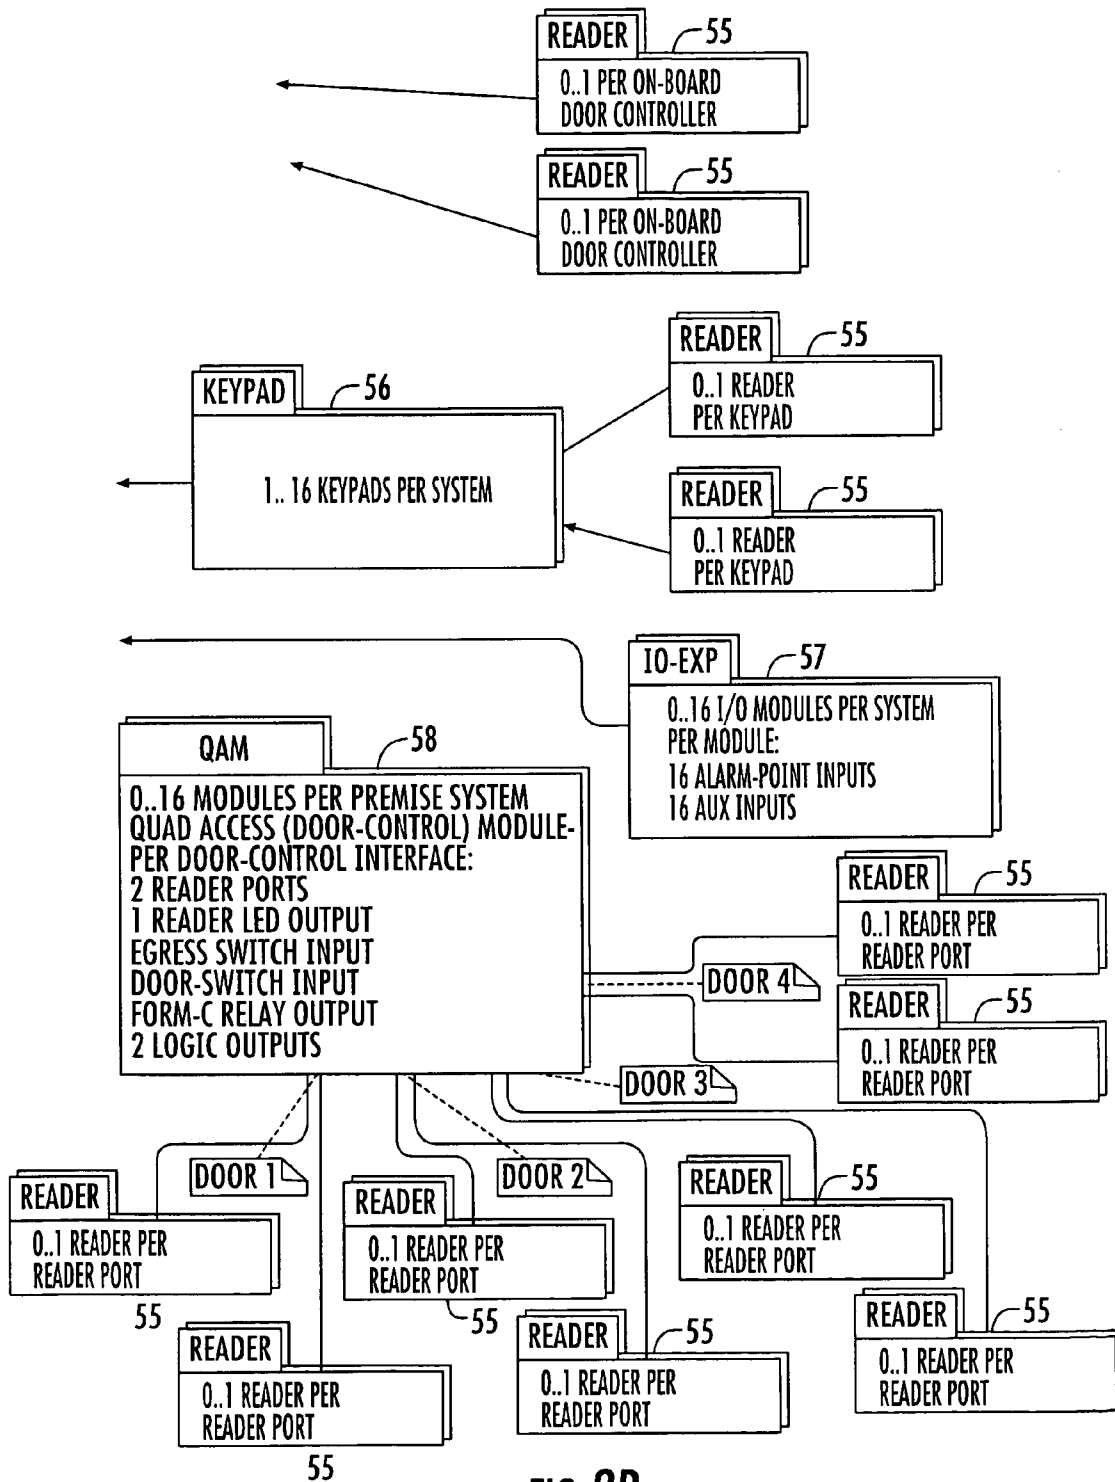 READER
55
0..1 PER ON-BOARD
DOOR CONTROLLER
READER
55
0..1 PER ON-BOARD
DOOR CONTROLLER
READER
55
0..1 READER
PER KEYPAD
KEYPAD
56
1.. 16 KEYPADS PER SYSTEM
READER
55
0..1 READER
PER KEYPAD
IO-EXP
57
0..16 I/O MODULES PER SYSTEM
PER MODULE:
16 ALARM-POINT INPUTS
16 AUX INPUTS
QAM
58
0..16 MODULES PER PREMISE SYSTEM
QUAD ACCESS (DOOR-CONTROL) MODULE-
PER DOOR-CONTROL INTERFACE:
2 READER PORTS
1 READER LED OUTPUT
EGRESS SWITCH INPUT
DOOR-SWITCH INPUT
FORM-C RELAY OUTPUT
2 LOGIC OUTPUTS
READER
55
0..1 READER PER
READER PORT
DOOR 4
READER
55
0..1 READER PER
READER PORT
DOOR 3
DOOR 1
DOOR 2
READER
0..1 READER PER
READER PORT
55
READER
0..1 READER PER
READER PORT
55
READER
55
0..1 READER PER
READER PORT
READER
0..1 READER PER
READER PORT
55
READER
55
0..1 READER PER
READER PORT
READER
55
0..1 READER PER
READER PORT